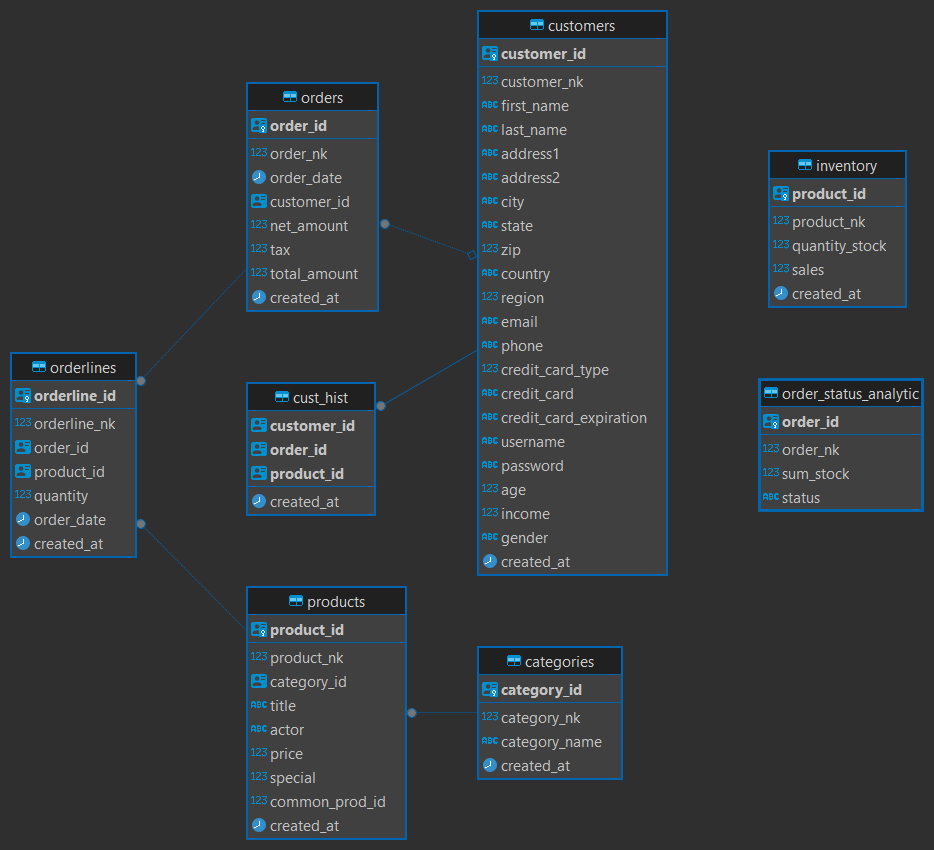 customers
customer_id
123 customer_nk
ABC first_name
ABC last_name
ABC address1
ABC address2
ABC city
ABC state
123 zip
ABC country
123 region
ABC email
ABC phone
123 credit_card_type
ABC credit_card
ABC credit_card_expiration
ABC username
ABC password
123 age
123 income
ABC gender
created_at
orders
order_id
123 order_nk
order_date
customer_id
123 net_amount
123 tax
123 total_amount
created_at
inventory
product_id
123 product_nk
123 quantity_stock
123 sales
created_at
orderlines
orderline_id
123 orderline_nk
order_id
product_id
123 quantity
order_date
created_at
cust_hist
customer_id
order_id
product_id
created_at
order_status_analytic
order_id
123 order_nk
123 sum_stock
ABC status
products
product_id
123 product_nk
category_id
ABC title
ABC actor
123 price
123 special
123 common_prod_id
created_at
categories
category_id
123 category_nk
ABC category_name
created_at